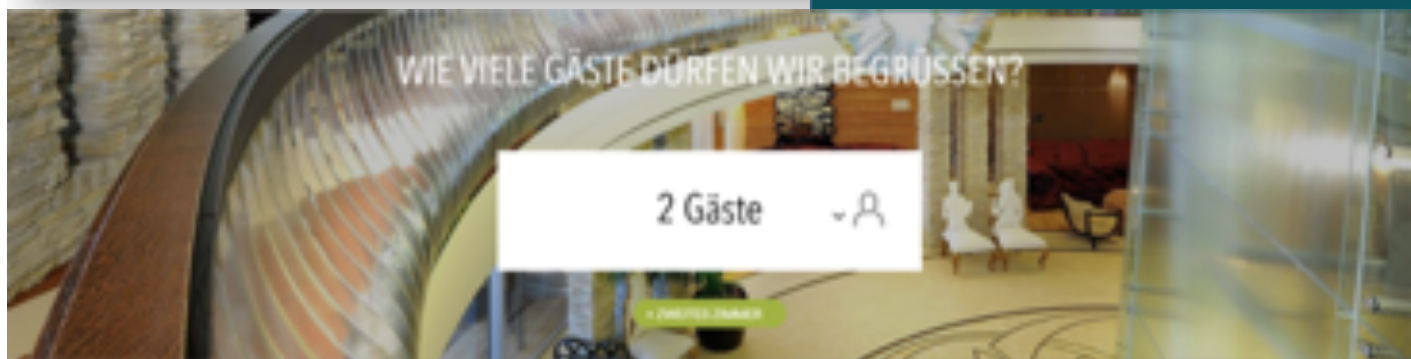 WIE VIELE GÄSTE DÜRFEN WIR BEGRÜSSEN?
2 Gäste
+ ZWEITES ZIMMER